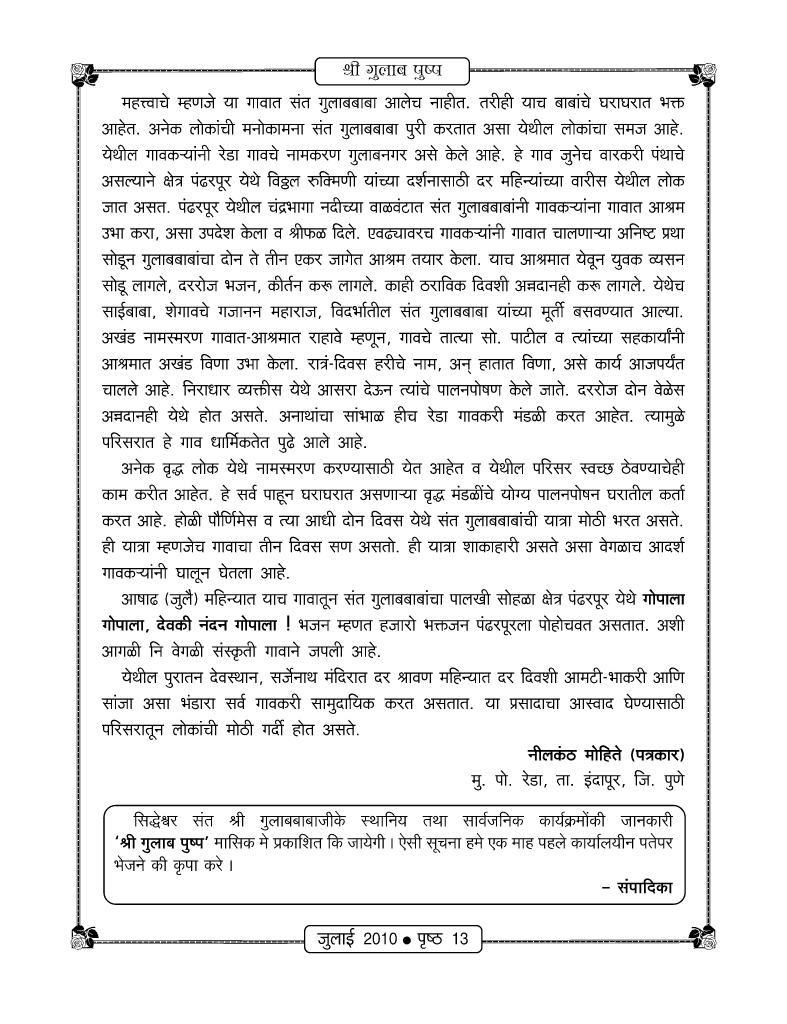 श्री गुलाब पुष्प
महत्त्वाचे म्हणजे या गावात संत गुलाबबाबा आलेच नाहीत. तरीही याच बाबांचे घराघरात भक्त
आहेत. अनेक लोकांची मनोकामना संत गुलाबबाबा पुरी करतात असा येथील लोकांचा समज आहे.
येथील गावकऱ्यांनी रेडा गावचे नामकरण गुलाबनगर असे केले आहे. हे गाव जुनेच वारकरी पंथाचे
असल्याने क्षेत्र पंढरपूर येथे विठ्ठल रुक्मिणी यांच्या दर्शनासाठी दर महिन्यांच्या वारीस येथील लोक
जात असत. पंढरपूर येथील चंद्रभागा नदीच्या वाळवंटात संत गुलाबबाबांनी गावकऱ्यांना गावात आश्रम
उभा करा, असा उपदेश केला व श्रीफळ दिले. एवढ्यावरच गावकऱ्यांनी गावात चालणाऱ्या अनिष्ट प्रथा
सोडून गुलाबबाबांचा दोन ते तीन एकर जागेत आश्रम तयार केला. याच आश्रमात येवून युवक व्यसन
सोडू लागले, दररोज भजन, कीर्तन करू लागले. काही ठराविक दिवशी अन्नदानही करू लागले. येथेच
साईबाबा, शेगावचे गजानन महाराज, विदर्भातील संत गुलाबबाबा यांच्या मूर्ती बसवण्यात आल्या.
अखंड नामस्मरण गावात-आश्रमात राहावे म्हणून, गावचे तात्या सो. पाटील व त्यांच्या सहकार्यांनी
आश्रमात अखंड विणा उभा केला. रात्रं-दिवस हरीचे नाम, अन् हातात विणा, असे कार्य आजपर्यंत
चालले आहे. निराधार व्यक्तीस येथे आसरा देऊन त्यांचे पालनपोषण केले जाते. दररोज दोन वेळेस
अन्नदानही येथे होत असते. अनाथांचा सांभाळ हीच रेडा गावकरी मंडळी करत आहेत. त्यामुळे
परिसरात हे गाव धार्मिकतेत पुढे आले आहे.
अनेक वृद्ध लोक येथे नामस्मरण करण्यासाठी येत आहेत व येथील परिसर स्वच्छ ठेवण्याचेही
काम करीत आहेत. हे सर्व पाहून घराघरात असणाऱ्या वृद्ध मंडळींचे योग्य पालनपोषन घरातील कर्ता
करत आहे. होळी पौर्णिमेस व त्या आधी दोन दिवस येथे संत गुलाबबाबांची यात्रा मोठी भरत असते.
ही यात्रा म्हणजेच गावाचा तीन दिवस सण असतो. ही यात्रा शाकाहारी असते असा वेगळाच आदर्श
गावकऱ्यांनी घालून घेतला आहे.
आषाढ (जुलै) महिन्यात याच गावातून संत गुलाबबाबांचा पालखी सोहळा क्षेत्र पंढरपूर येथे गोपाला
गोपाला, देवकी नंदन गोपाला ! भजन म्हणत हजारो भक्तजन पंढरपूरला पोहोचवत असतात. अशी
आगळी नि वेगळी संस्कृती गावाने जपली आहे.
येथील पुरातन देवस्थान, सर्जेनाथ मंदिरात दर श्रावण महिन्यात दर दिवशी आमटी-भाकरी आणि
सांजा असा भंडारा सर्व गावकरी सामुदायिक करत असतात. या प्रसादाचा आस्वाद घेण्यासाठी
परिसरातून लोकांची मोठी गर्दी होत असते.
नीलकंठ मोहिते (पत्रकार)
मु. पो. रेडा, ता. इंदापूर, जि. पुणे
सिद्धेश्वर संत श्री गुलाबबाबाजीके स्थानिय तथा सार्वजनिक कार्यक्रमोंकी जानकारी
‘श्री गुलाब पुष्प’ मासिक मे प्रकाशित कि जायेगी। ऐसी सूचना हमे एक माह पहले कार्यालयीन पतेपर
भेजने की कृपा करे ।
– संपादिका
जुलाई 2010 ● पृष्ठ 13